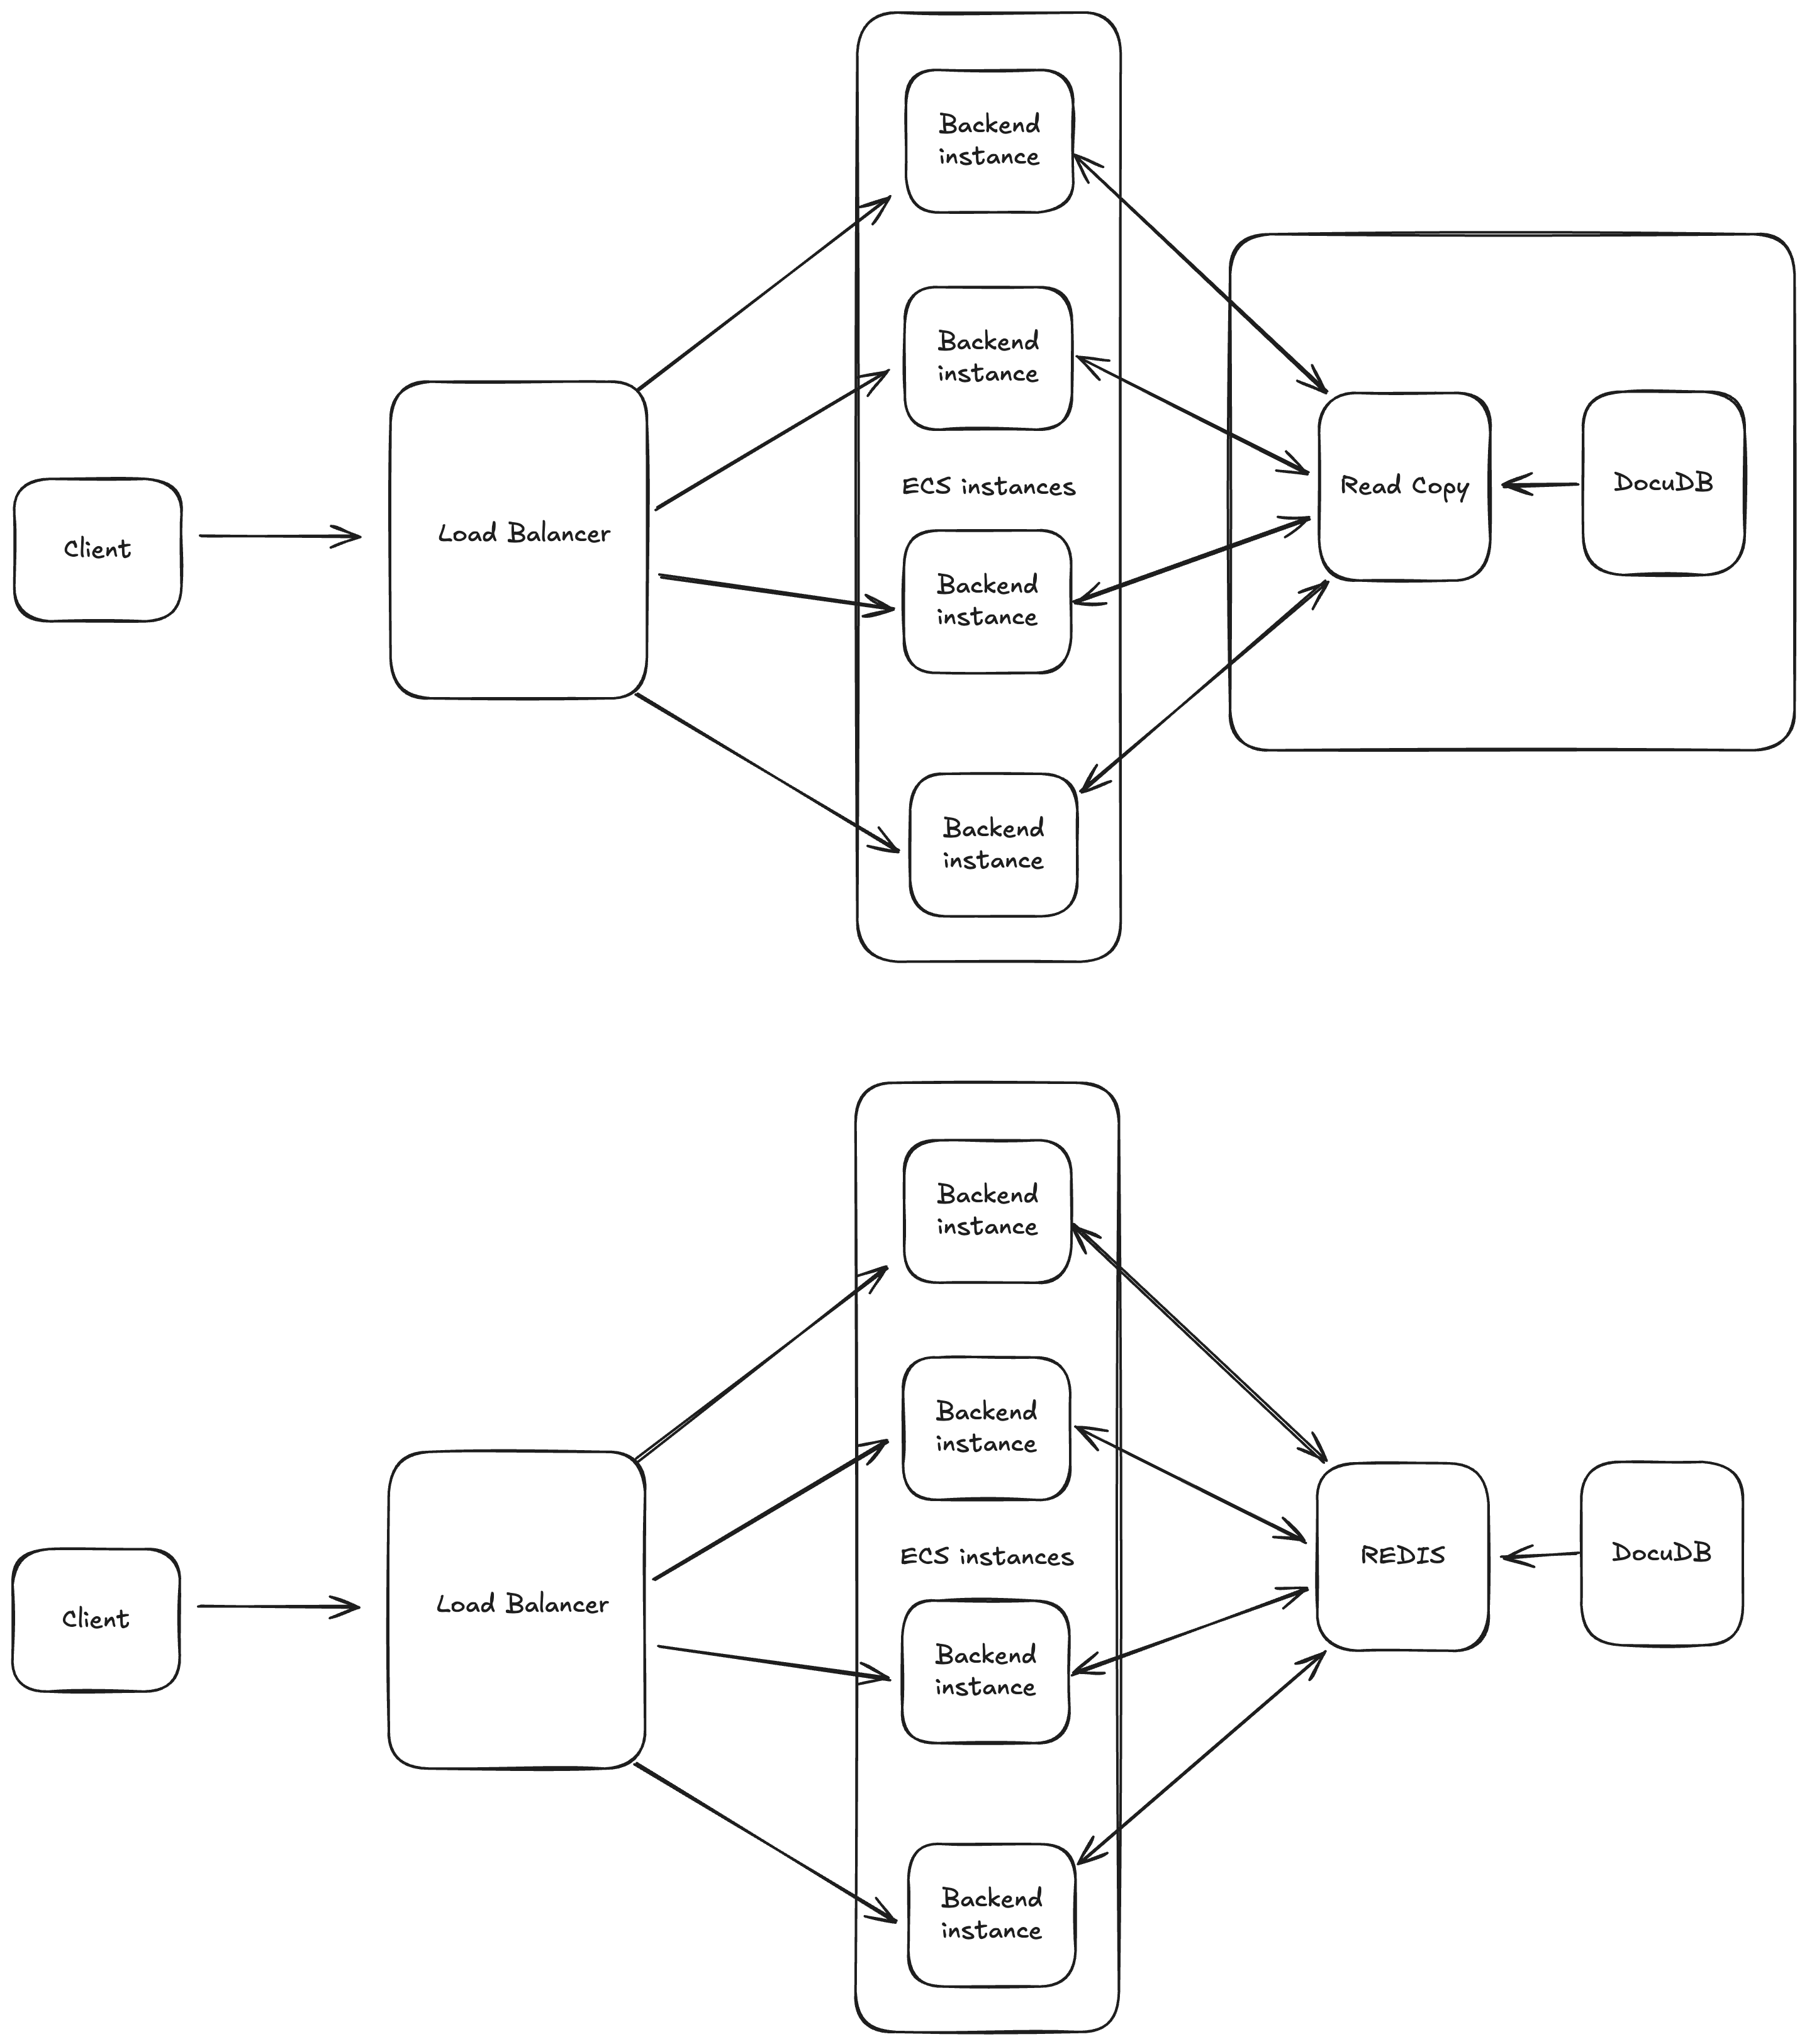 Backend
instance
Backend
instance
ECS instances
Read Copy
DocuDB
Load Balancer
Client
Backend
instance
Backend
instance
Backend
instance
Backend
instance
ECS instances
REDIS
DocuDB
Load Balancer
Client
Backend
instance
Backend
instance